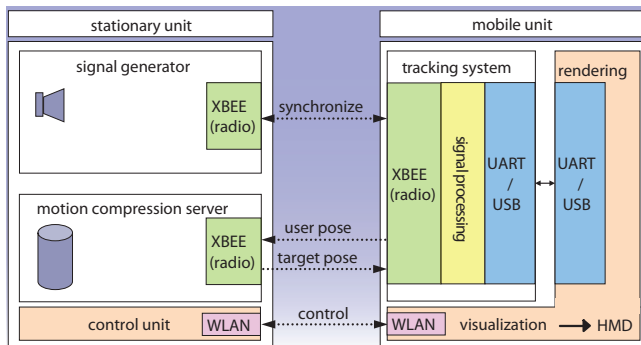 stationary unit
mobile unit
signal generator
XBEE
(radio)
synchronize
tracking system
rendering
XBEE
(radio)
signal processing
UART
/
USB
UART
/
USB
motion compression server
XBEE
(radio)
user pose
target pose
control unit
WLAN
control
WLAN
visualization
HMD